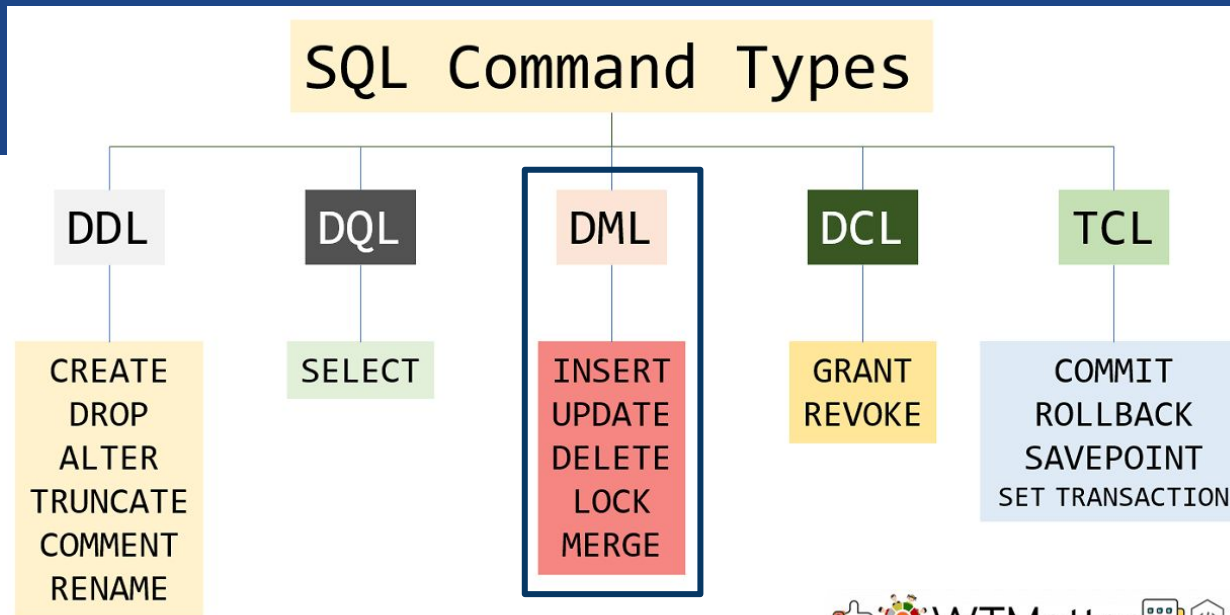 SQL Command Types
DDL
DQL
DML
DCL
TCL
CREATE
DROP
ALTER
TRUNCATE
COMMENT
RENAME
SELECT
INSERT
UPDATE
DELETE
LOCK
MERGE
GRANT
REVOKE
COMMIT
ROLLBACK
SAVEPOINT
SET TRANSACTION